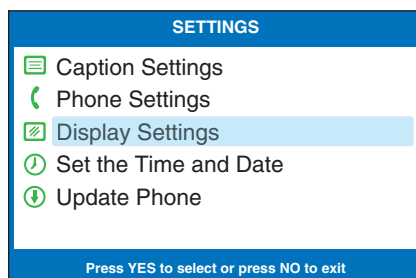 SETTINGS
Caption Settings
Phone Settings
Display Settings
Set the Time and Date
Update Phone
Press YES to select or press NO to exit